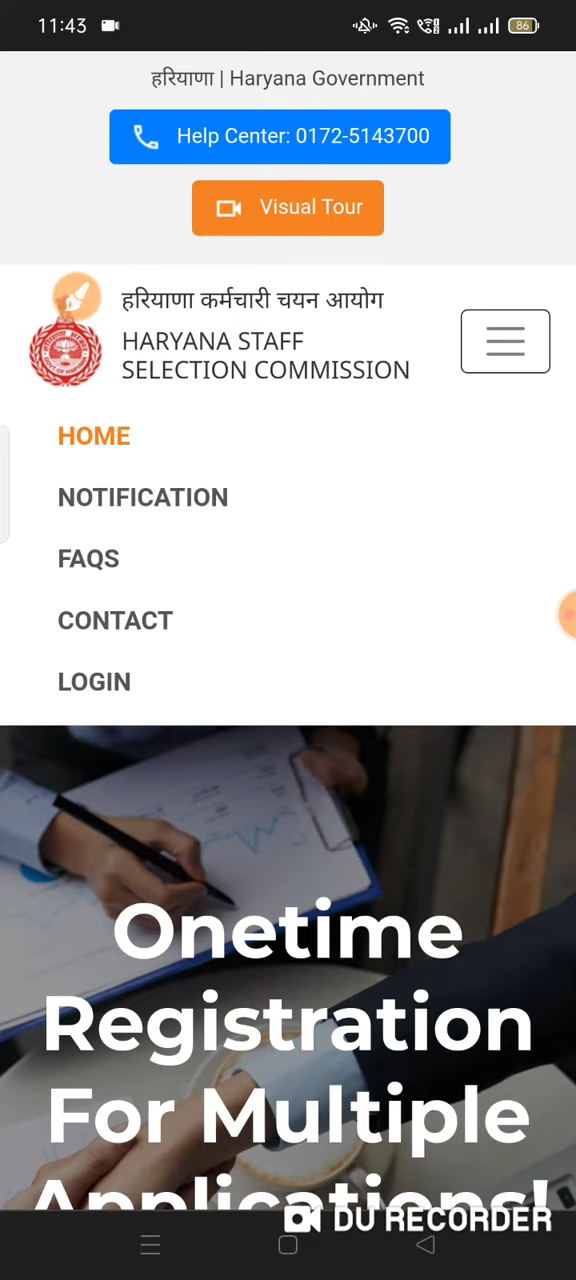 11:43
86
हरियाणा | Haryana Government
Help Center: 0172-5143700
Visual Tour
हरियाणा कर्मचारी चयन आयोग
HARYANA STAFF
SELECTION COMMISSION
HOME
NOTIFICATION
FAQS
CONTACT
LOGIN
Onetime
Registration
For Multiple
Applications!
DU RECORDER